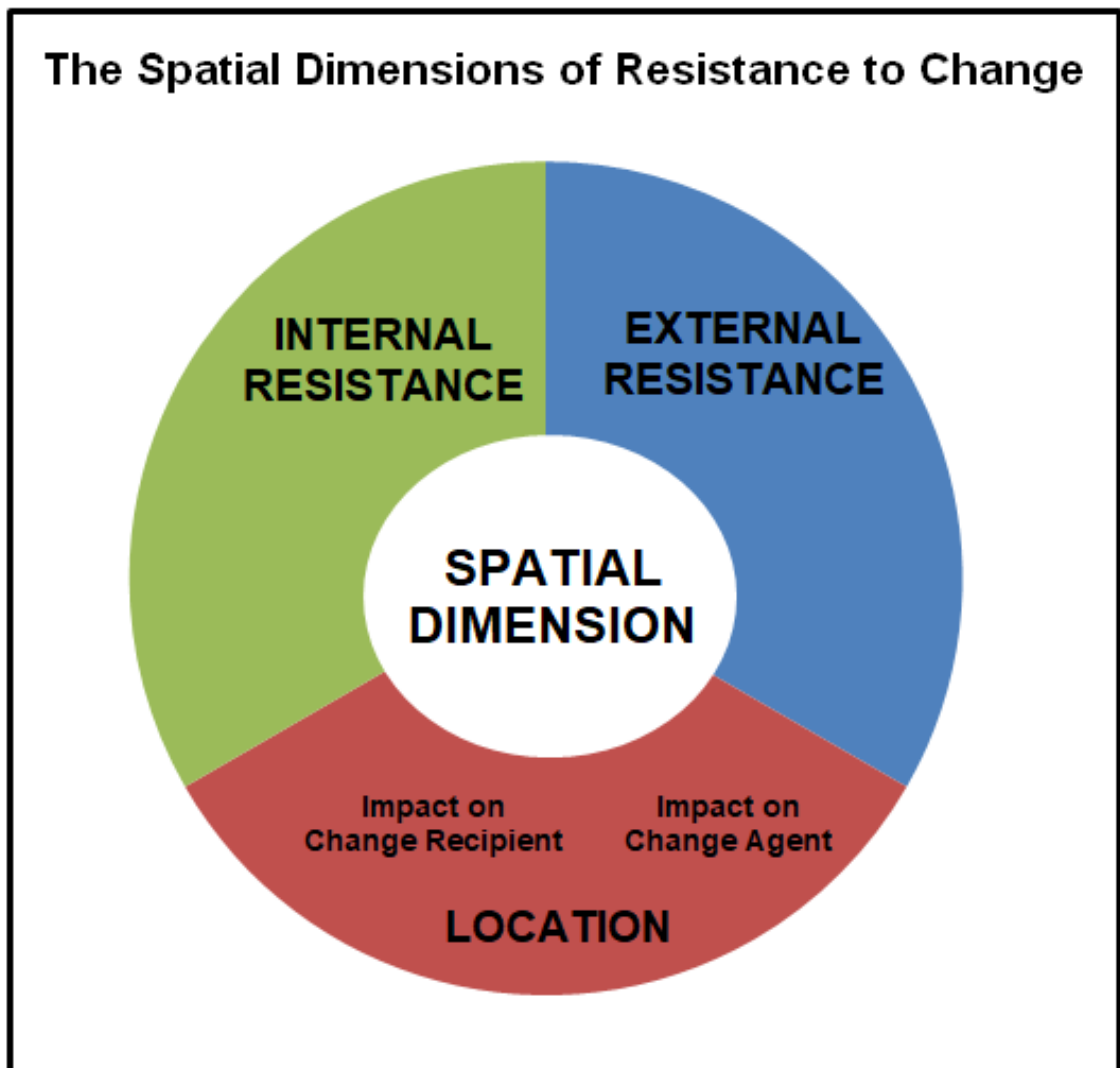 The Spatial Dimensions of Resistance to Change
INTERNAL
RESISTANCE
EXTERNAL
RESISTANCE
SPATIAL
DIMENSION
Impact on
Change Recipient
Impact on
Change Agent
LOCATION